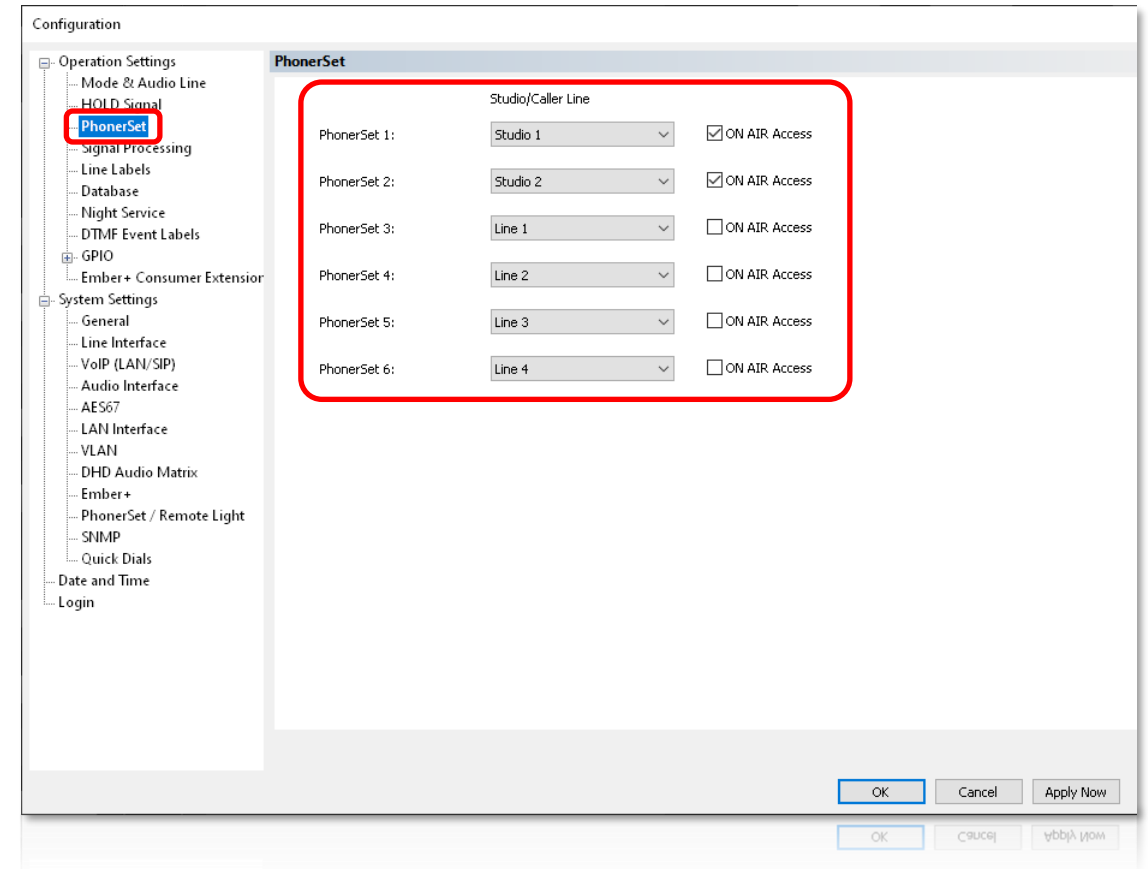 Configuration
Operation Settings
Mode & Audio Line
HOLD Signal
PhonerSet
Signal Processing
Line Labels
Database
Night Service
DTMF Event Labels
GPIO
Ember+ Consumer Extension
System Settings
General
Line Interface
VoIP (LAN/SIP)
Audio Interface
AES67
LAN Interface
VLAN
DHD Audio Matrix
Ember+
PhonerSet / Remote Light
SNMP
Quick Dials
Date and Time
Login
PhonerSet
Studio/Caller Line
PhonerSet 1: Studio 1 ON AIR Access
PhonerSet 2: Studio 2 ON AIR Access
PhonerSet 3: Line 1 ON AIR Access
PhonerSet 4: Line 2 ON AIR Access
PhonerSet 5: Line 3 ON AIR Access
PhonerSet 6: Line 4 ON AIR Access
OK Cancel Apply Now
OK Cancel Apply Now